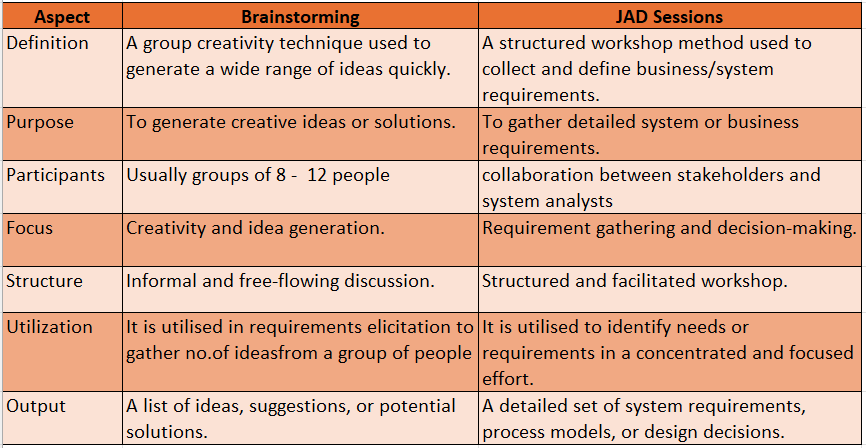 Aspect Brainstorming JAD Sessions
Definition A group creativity technique used to A structured workshop method used to
generate a wide range of ideas quickly. collect and define business/system
requirements.
Purpose To generate creative ideas or solutions. To gather detailed system or business
requirements.
Participants Usually groups of 8 - 12 people collaboration between stakeholders and
system analysts
Focus Creativity and idea generation. Requirement gathering and decision-making.
Structure Informal and free-flowing discussion. Structured and facilitated workshop.
Utilization It is utilised in requirements elicitation to It is utilised to identify needs or
gather no.of ideasfrom a group of people requirements in a concentrated and focused
effort.
Output A list of ideas, suggestions, or potential A detailed set of system requirements,
solutions. process models, or design decisions.